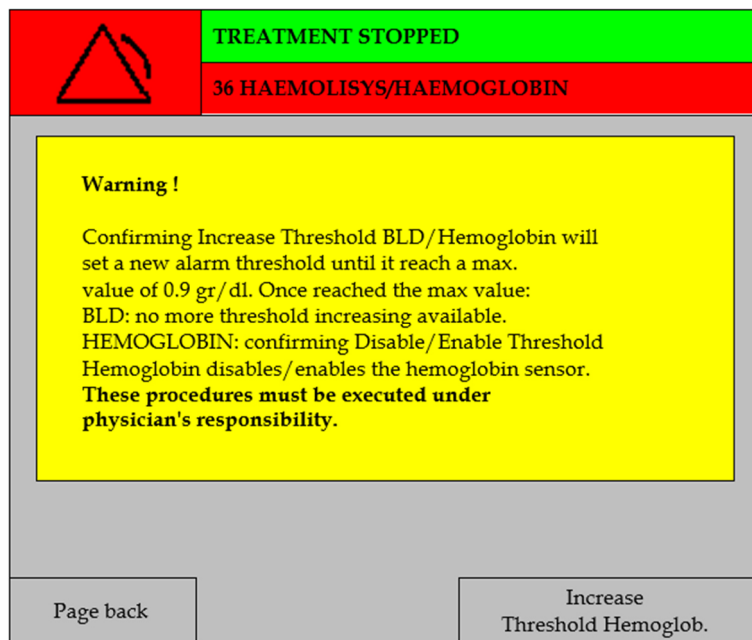 TREATMENT STOPPED
36 HAEMOLISYS/HAEMOGLOBIN
Warning !
Confirming Increase Threshold BLD/Hemoglobin will
set a new alarm threshold until it reach a max.
value of 0.9 gr/dl. Once reached the max value:
BLD: no more threshold increasing available.
HEMOGLOBIN: confirming Disable/Enable Threshold
Hemoglobin disables/enables the hemoglobin sensor.
These procedures must be executed under
physician's responsibility.
Page back
Increase
Threshold Hemoglob.